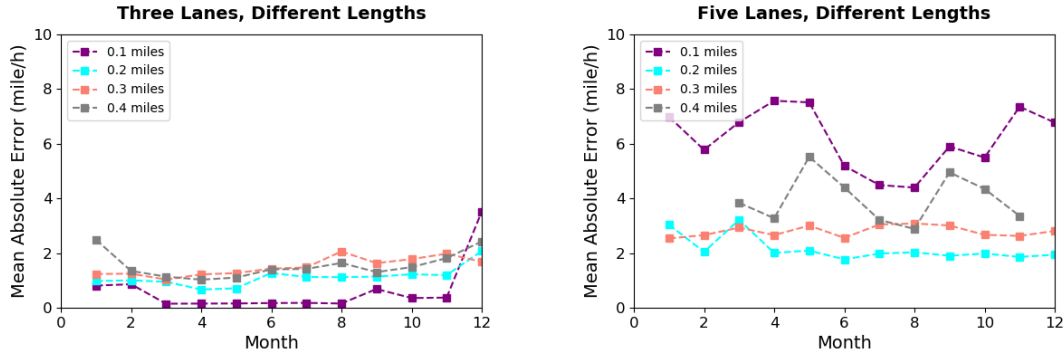 Three Lanes, Different Lengths
Mean Absolute Error (mile/h)
10
8
6
4
2
0
0.1 miles
0.2 miles
0.3 miles
0.4 miles
0 2 4 6 8 10 12
Month
Five Lanes, Different Lengths
Mean Absolute Error (mile/h)
10
8
6
4
2
0
0.1 miles
0.2 miles
0.3 miles
0.4 miles
0 2 4 6 8 10 12
Month